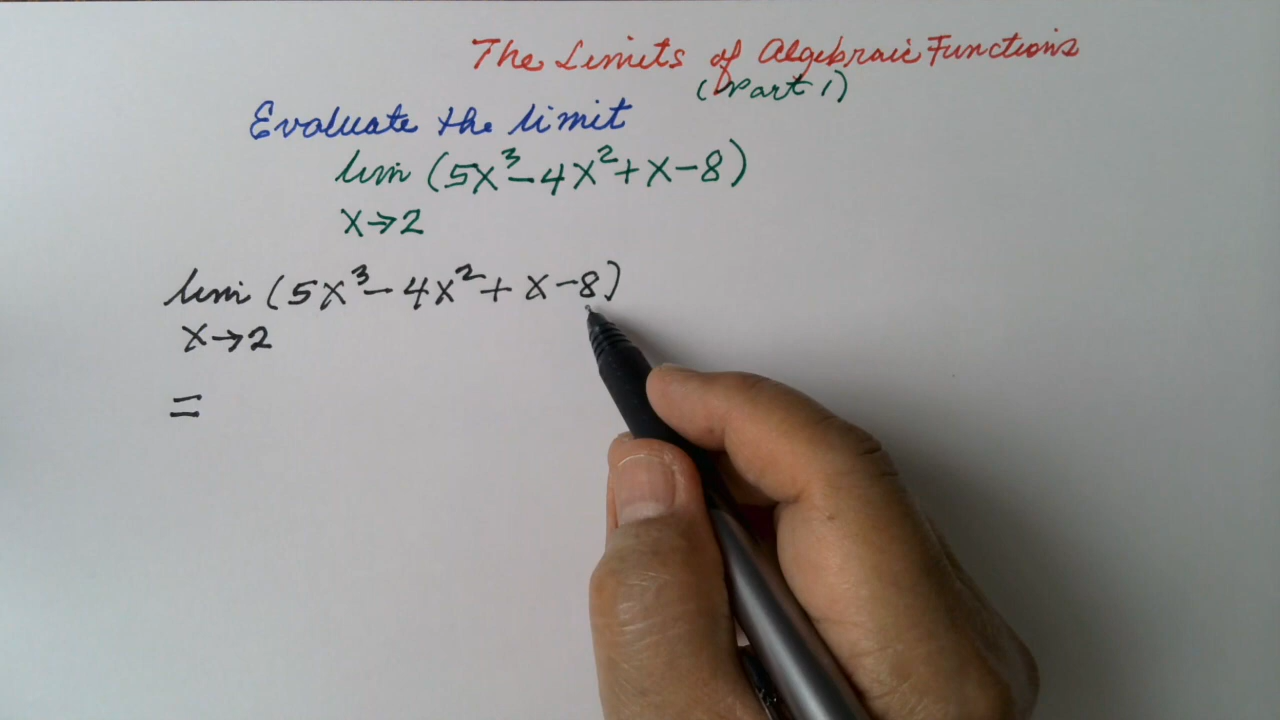 The Limits of Algebraic Functions
(Part 1)
Evaluate the limit
lim (5x³-4x²+x-8)
x→2
lim (5x³-4x²+x-8)
x→2
=